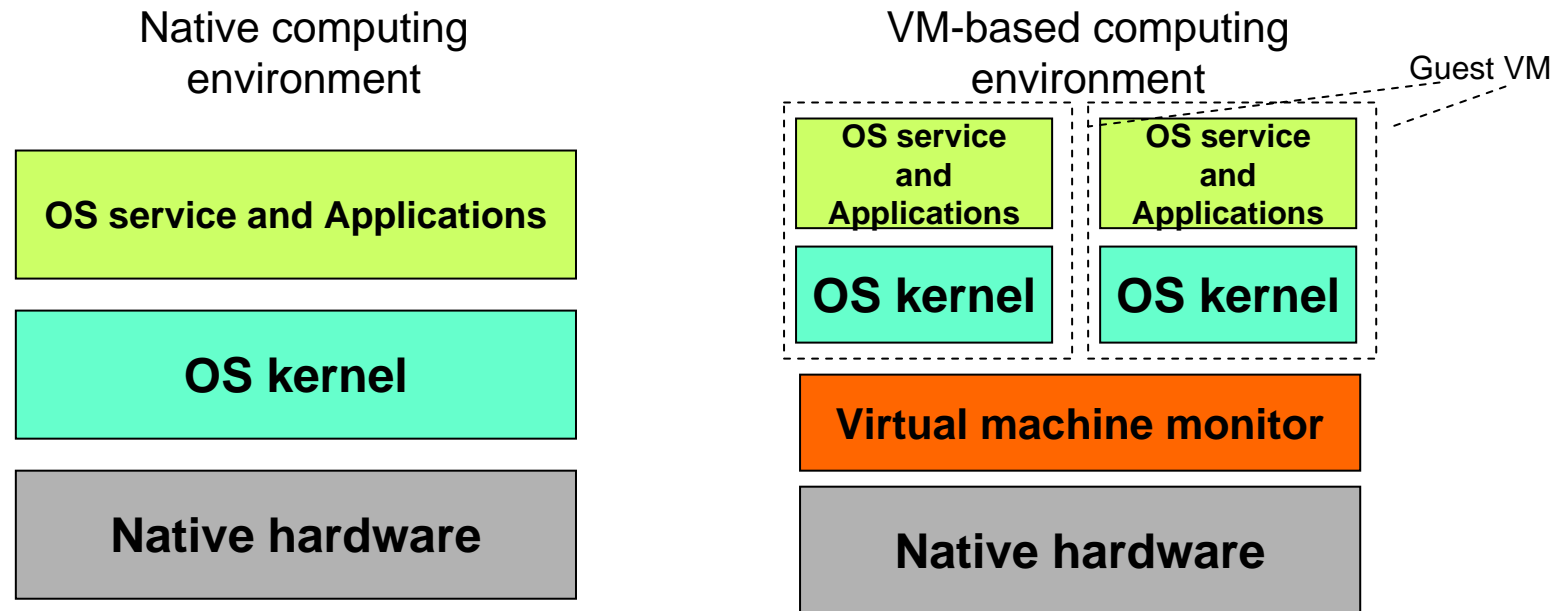 Native computing
environment
OS service and Applications
OS kernel
Native hardware
VM-based computing
environment
Guest VM
OS service
and
Applications
OS kernel
OS service
and
Applications
OS kernel
Virtual machine monitor
Native hardware